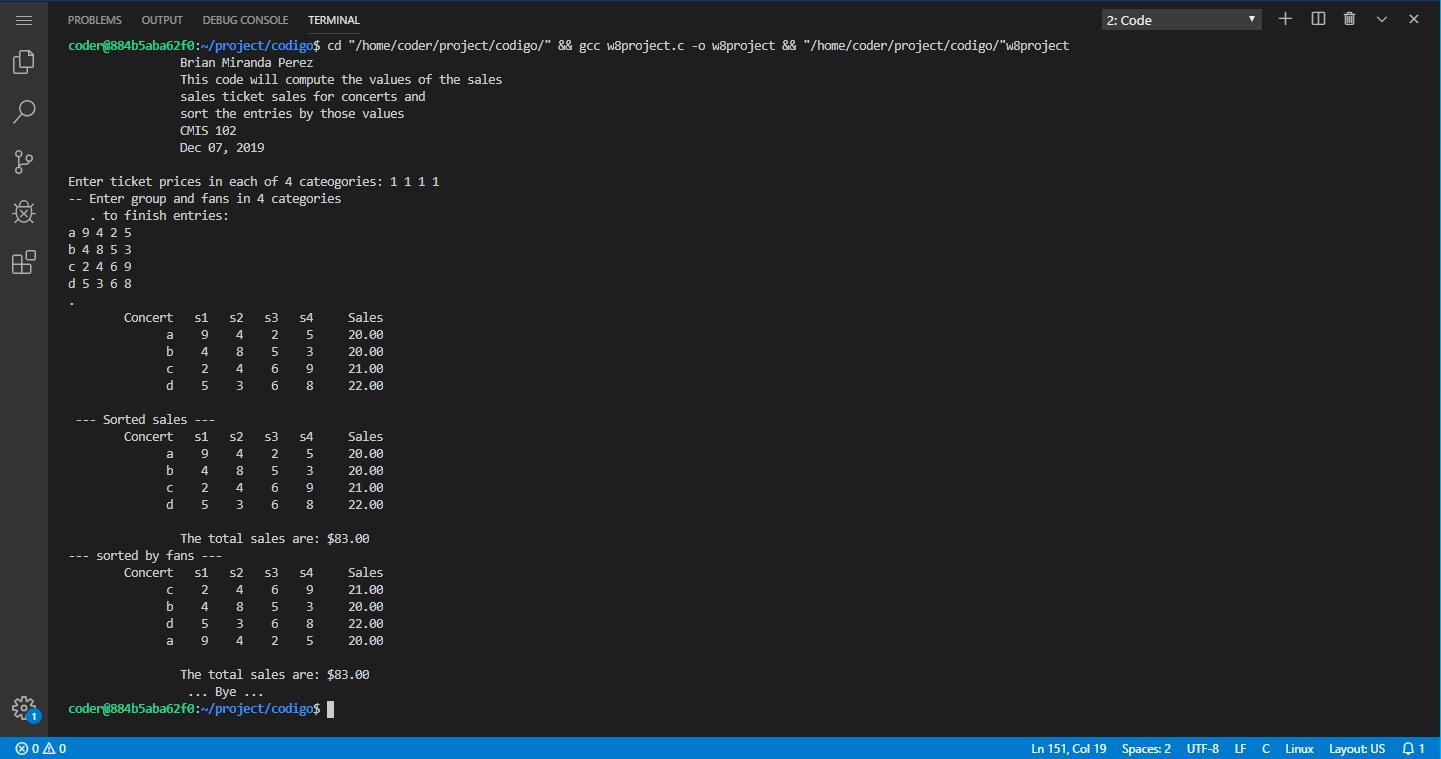 PROBLEMS OUTPUT DEBUG CONSOLE TERMINAL 2: Code
coder@884b5aba62f0:~/project/codigo$ cd "/home/coder/project/codigo/" && gcc w8project.c -o w8project && "/home/coder/project/codigo/"w8project
Brian Miranda Perez
This code will compute the values of the sales
sales ticket sales for concerts and
sort the entries by those values
CMIS 102
Dec 07, 2019
Enter ticket prices in each of 4 cateogories: 1 1 1 1
-- Enter group and fans in 4 categories
. to finish entries:
a 9 4 2 5
b 4 8 5 3
c 2 4 6 9
d 5 3 6 8
.
Concert s1 s2 s3 s4 Sales
a 9 4 2 5 20.00
b 4 8 5 3 20.00
c 2 4 6 9 21.00
d 5 3 6 8 22.00
--- Sorted sales ---
Concert s1 s2 s3 s4 Sales
a 9 4 2 5 20.00
b 4 8 5 3 20.00
c 2 4 6 9 21.00
d 5 3 6 8 22.00
The total sales are: $83.00
--- sorted by fans ---
Concert s1 s2 s3 s4 Sales
c 2 4 6 9 21.00
b 4 8 5 3 20.00
d 5 3 6 8 22.00
a 9 4 2 5 20.00
The total sales are: $83.00
... Bye ...
coder@884b5aba62f0:~/project/codigo$
1
0 0 Ln 151, Col 19 Spaces: 2 UTF-8 LF C Linux Layout: US 1